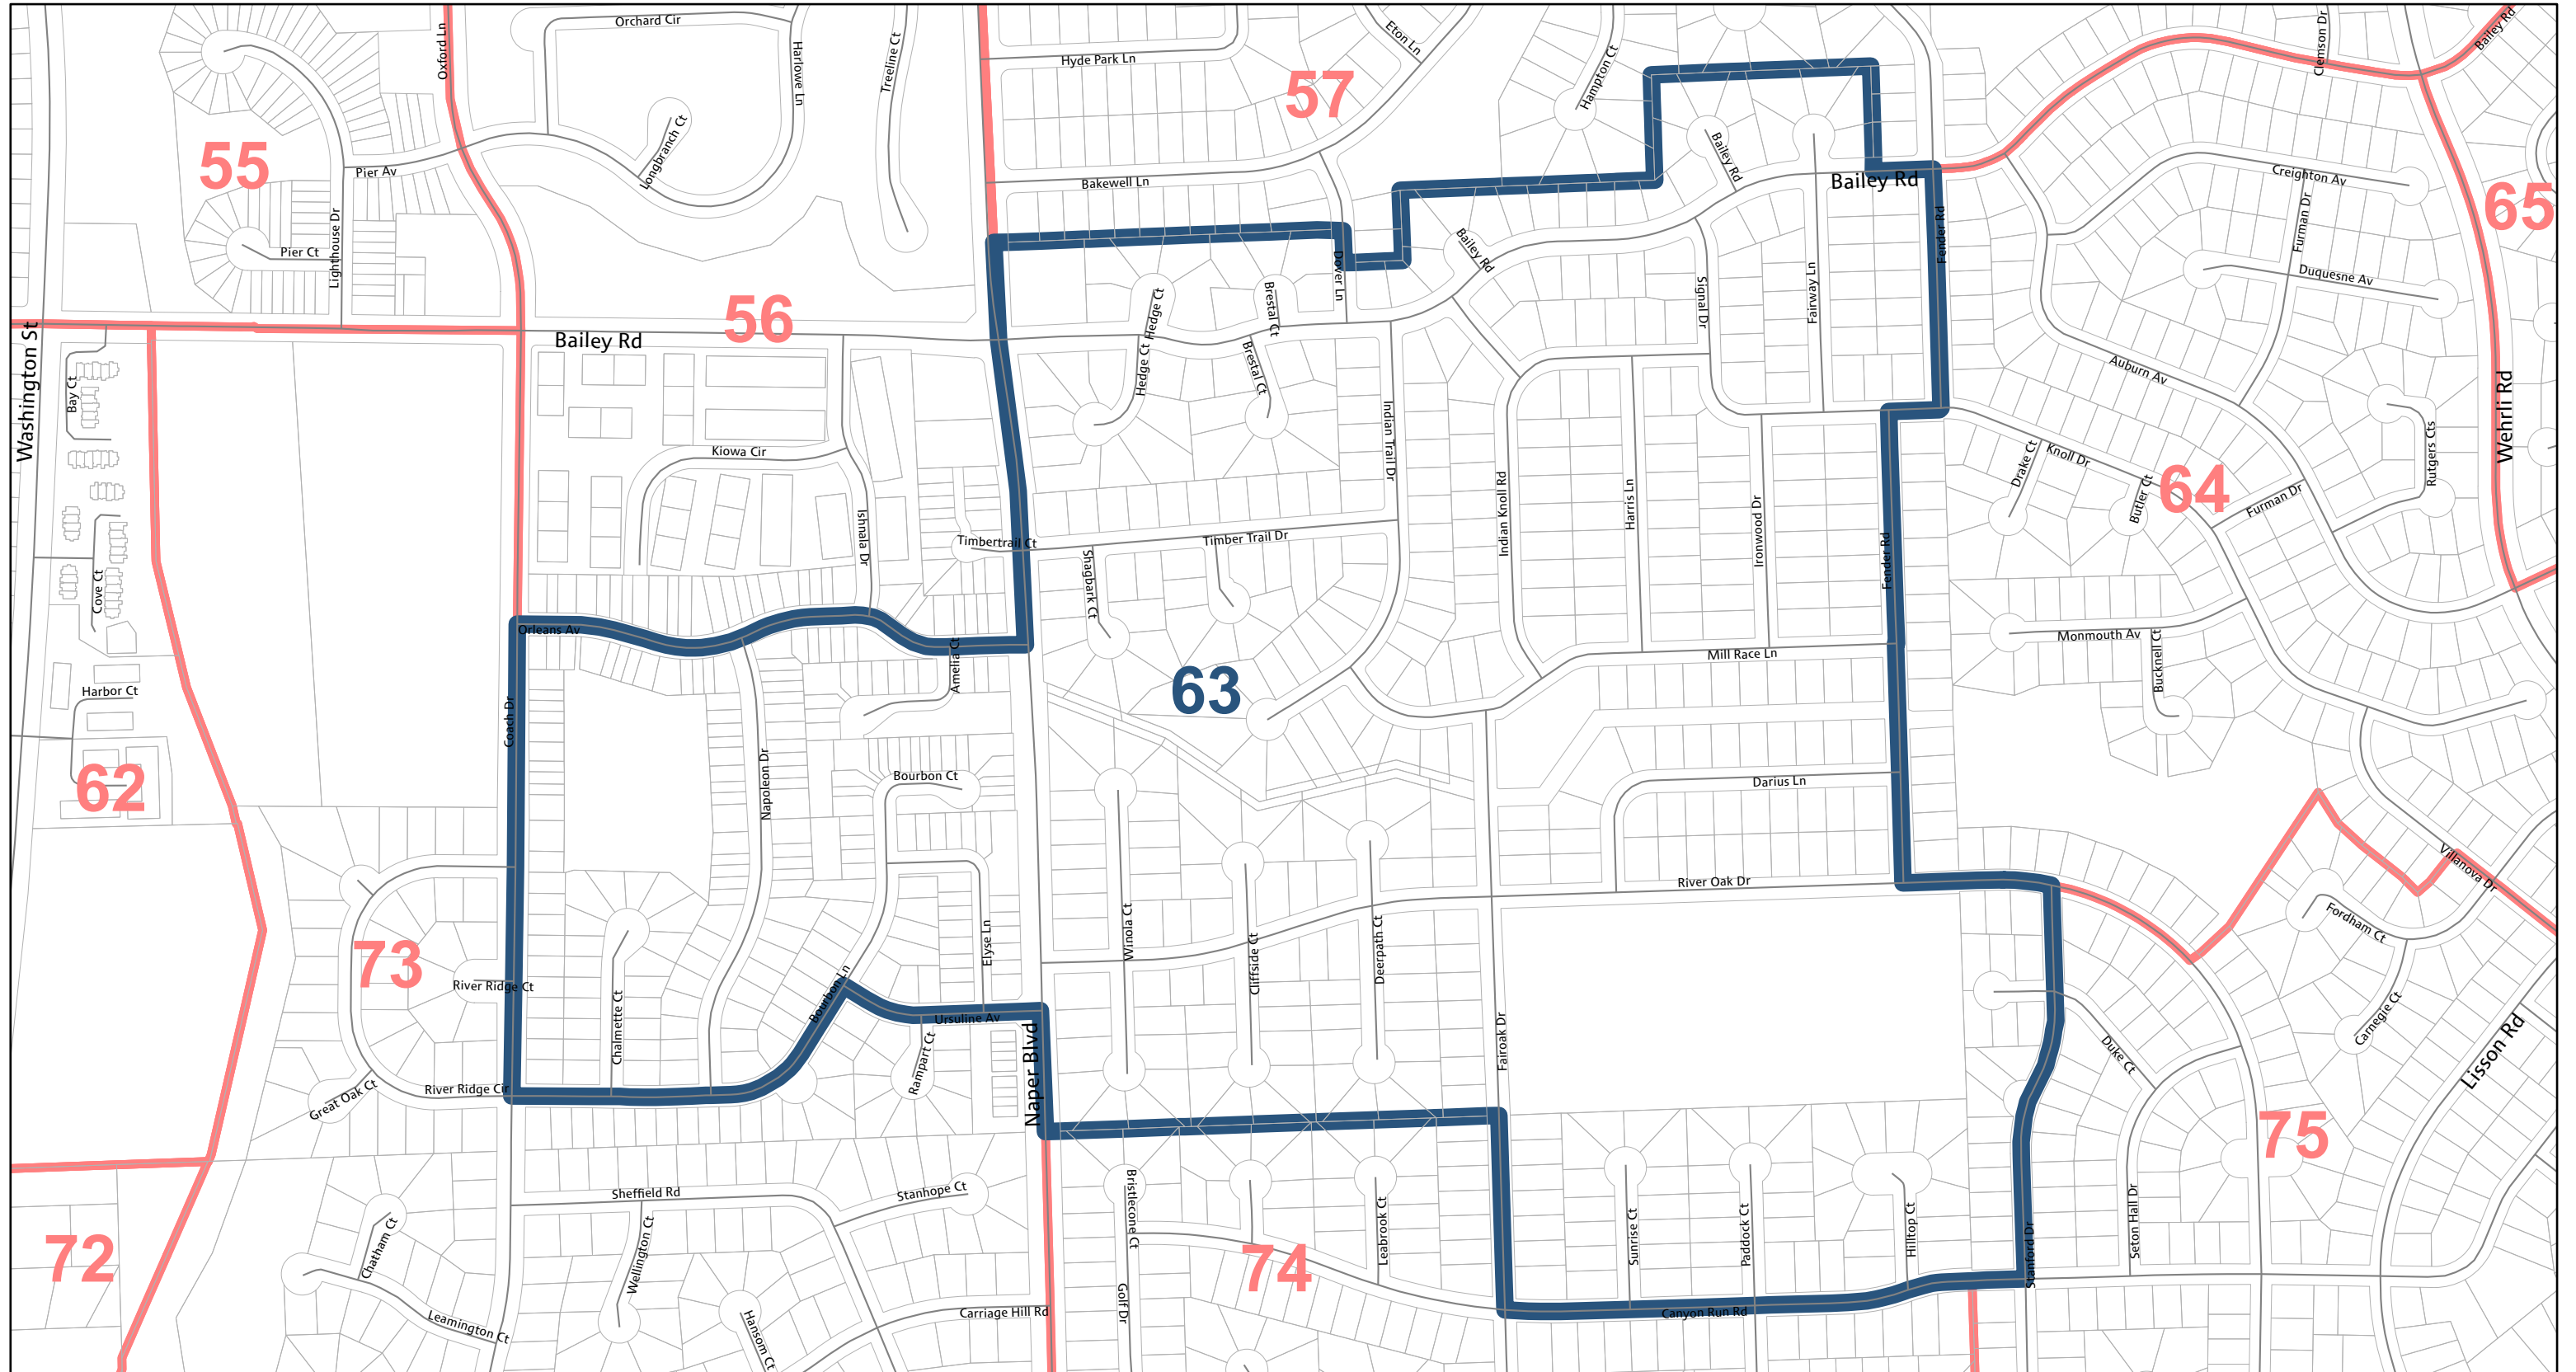 Orchard Cir
Oxford Ln
Harlowe Ln
Treeline Ct
Hyde Park Ln
Eton Ln
Hampton Ct
Clemson Dr
Bailey Rd
57
55
Longbranch Ct
Pier Av
Bakewell Ln
Bailey Rd
Bailey Rd
Creighton Av
65
Lighthouse Dr
Pier Ct
Dover Ln
Bailey Rd
Fender Rd
Furman Dr
Duquesne Av
56
Hedge Ct
Brestal Ct
Signal Dr
Fairway Ln
Washington St
Bailey Rd
Hedge Ct
Brestal Ct
Auburn Av
Wehrli Rd
Bay Ct
Indian Trail Dr
Kiowa Cir
Rutgers Cts
Knoll Dr
Drake Ct
Butler Ct
64
Furman Dr
Ishnala Dr
Indian Knoll Rd
Harris Ln
Ironwood Dr
Fender Rd
Timbertrail Ct
Timber Trail Dr
Cove Ct
Shagbark Ct
Orleans Av
Monmouth Av
Mill Race Ln
Amelia Ct
Bucknell Ct
63
Harbor Ct
Coach Dr
62
Napoleon Dr
Bourbon Ct
Darius Ln
Villanova Dr
River Oak Dr
Winola Ct
Cliffside Ct
Deerpath Ct
Elyse Ln
Fordham Ct
73
River Ridge Ct
Bourbon Ln
Chalmette Ct
Ursuline Av
Carnegie Ct
Fairoak Dr
Duke Ct
Lisson Rd
Rampart Ct
Naper Blvd
River Ridge Cir
Great Oak Ct
75
Sheffield Rd
Stanhope Ct
Bristlecone Ct
Leabrook Ct
Sunrise Ct
Paddock Ct
Hilltop Ct
Stanford Dr
Seton Hall Dr
72
Chatham Ct
Wellington Ct
74
Golf Dr
Carriage Hill Rd
Canyon Run Rd
Leamington Ct
Hansom Ct